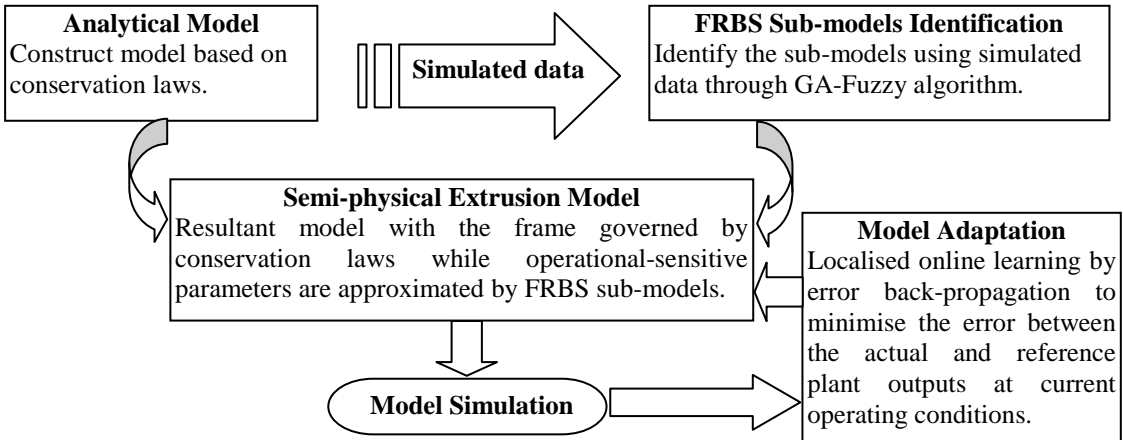 Analytical Model
Construct model based on
conservation laws.
Simulated data
FRBS Sub-models Identification
Identify the sub-models using simulated
data through GA-Fuzzy algorithm.
Semi-physical Extrusion Model
Resultant model with the frame governed by
conservation laws while operational-sensitive
parameters are approximated by FRBS sub-models.
Model Adaptation
Localised online learning by
error back-propagation to
minimise the error between
the actual and reference
plant outputs at current
operating conditions.
Model Simulation